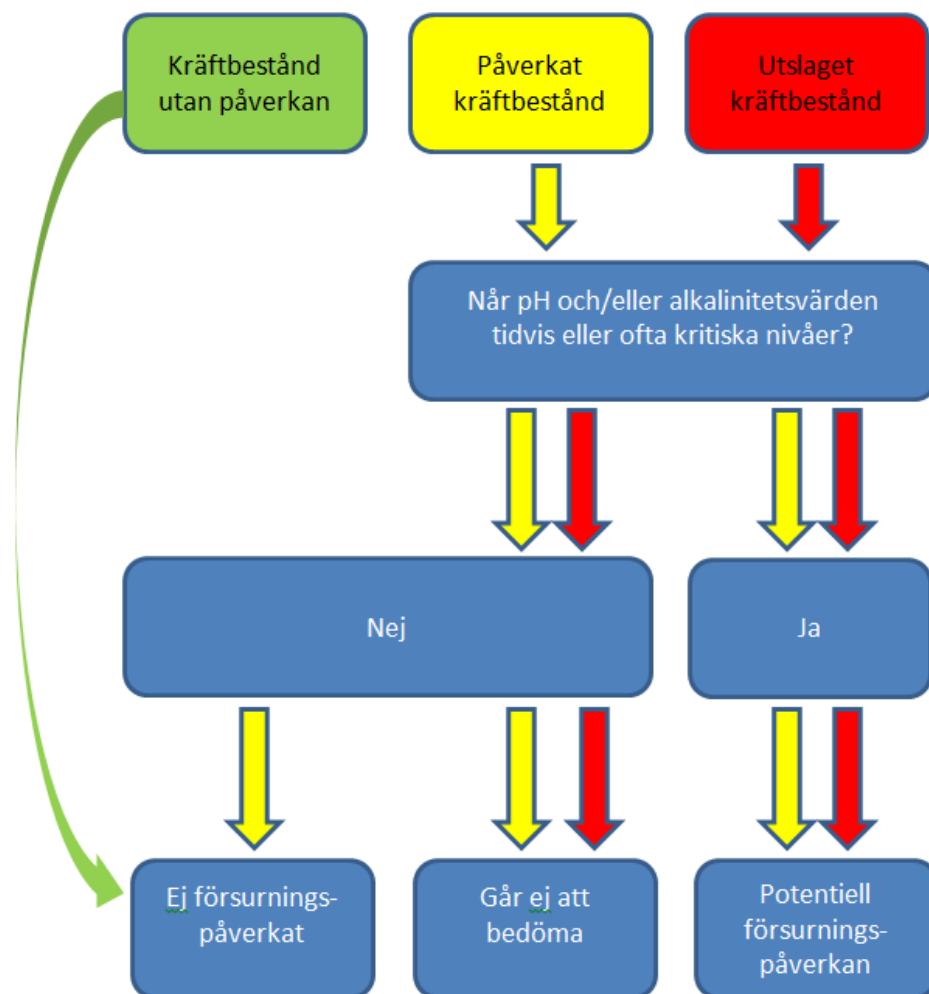 Kräftbestånd
utan påverkan
Påverkat
kräftbestånd
Utslaget
kräftbestånd
Når pH och/eller alkalinitetsvärden
tidvis eller ofta kritiska nivåer?
Nej
Ja
Ej försurnings-
påverkat
Går ej att
bedöma
Potentiell
försurnings-
påverkan